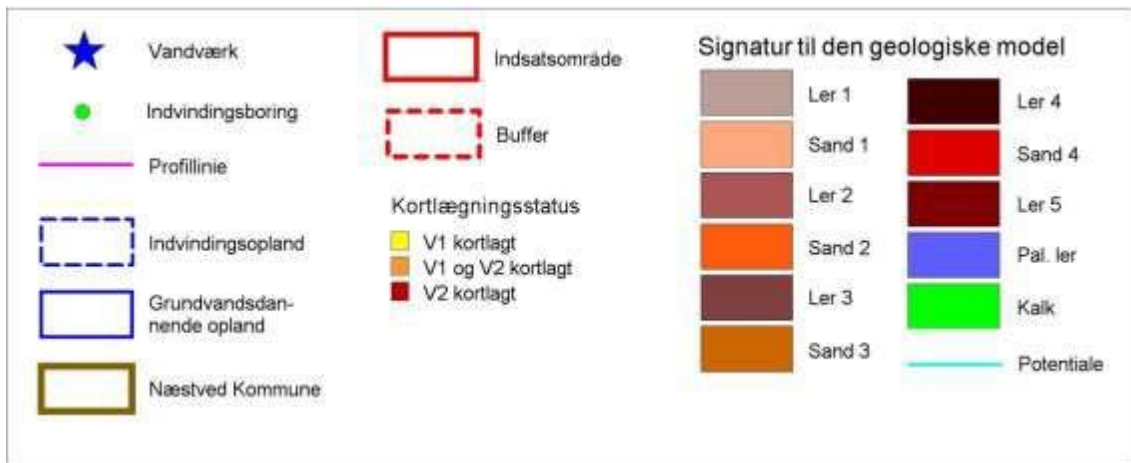 Vandværk
Indvindingsboring
Profillinie
Indvindingsopland
Grundvandsdan-
nende opland
Næstved Kommune
Indsatsområde
Buffer
Kortlægningsstatus
V1 kortlagt
V1 og V2 kortlagt
V2 kortlagt
Signatur til den geologiske model
Ler 1
Sand 1
Ler 2
Sand 2
Ler 3
Sand 3
Ler 4
Sand 4
Ler 5
Pal. ler
Kalk
Potentiale